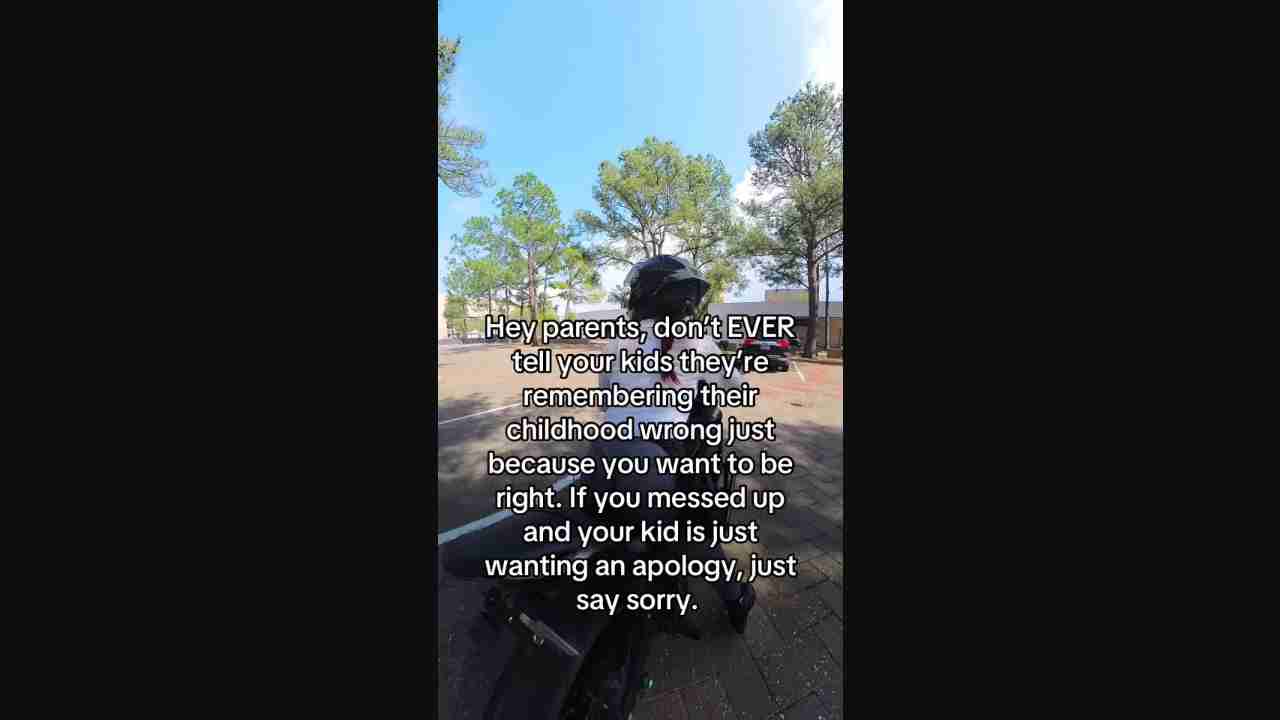 Hey parents, don’t EVER
tell your kids they’re
remembering their
childhood wrong just
because you want to be
right. If you messed up
and your kid is just
wanting an apology, just
say sorry.